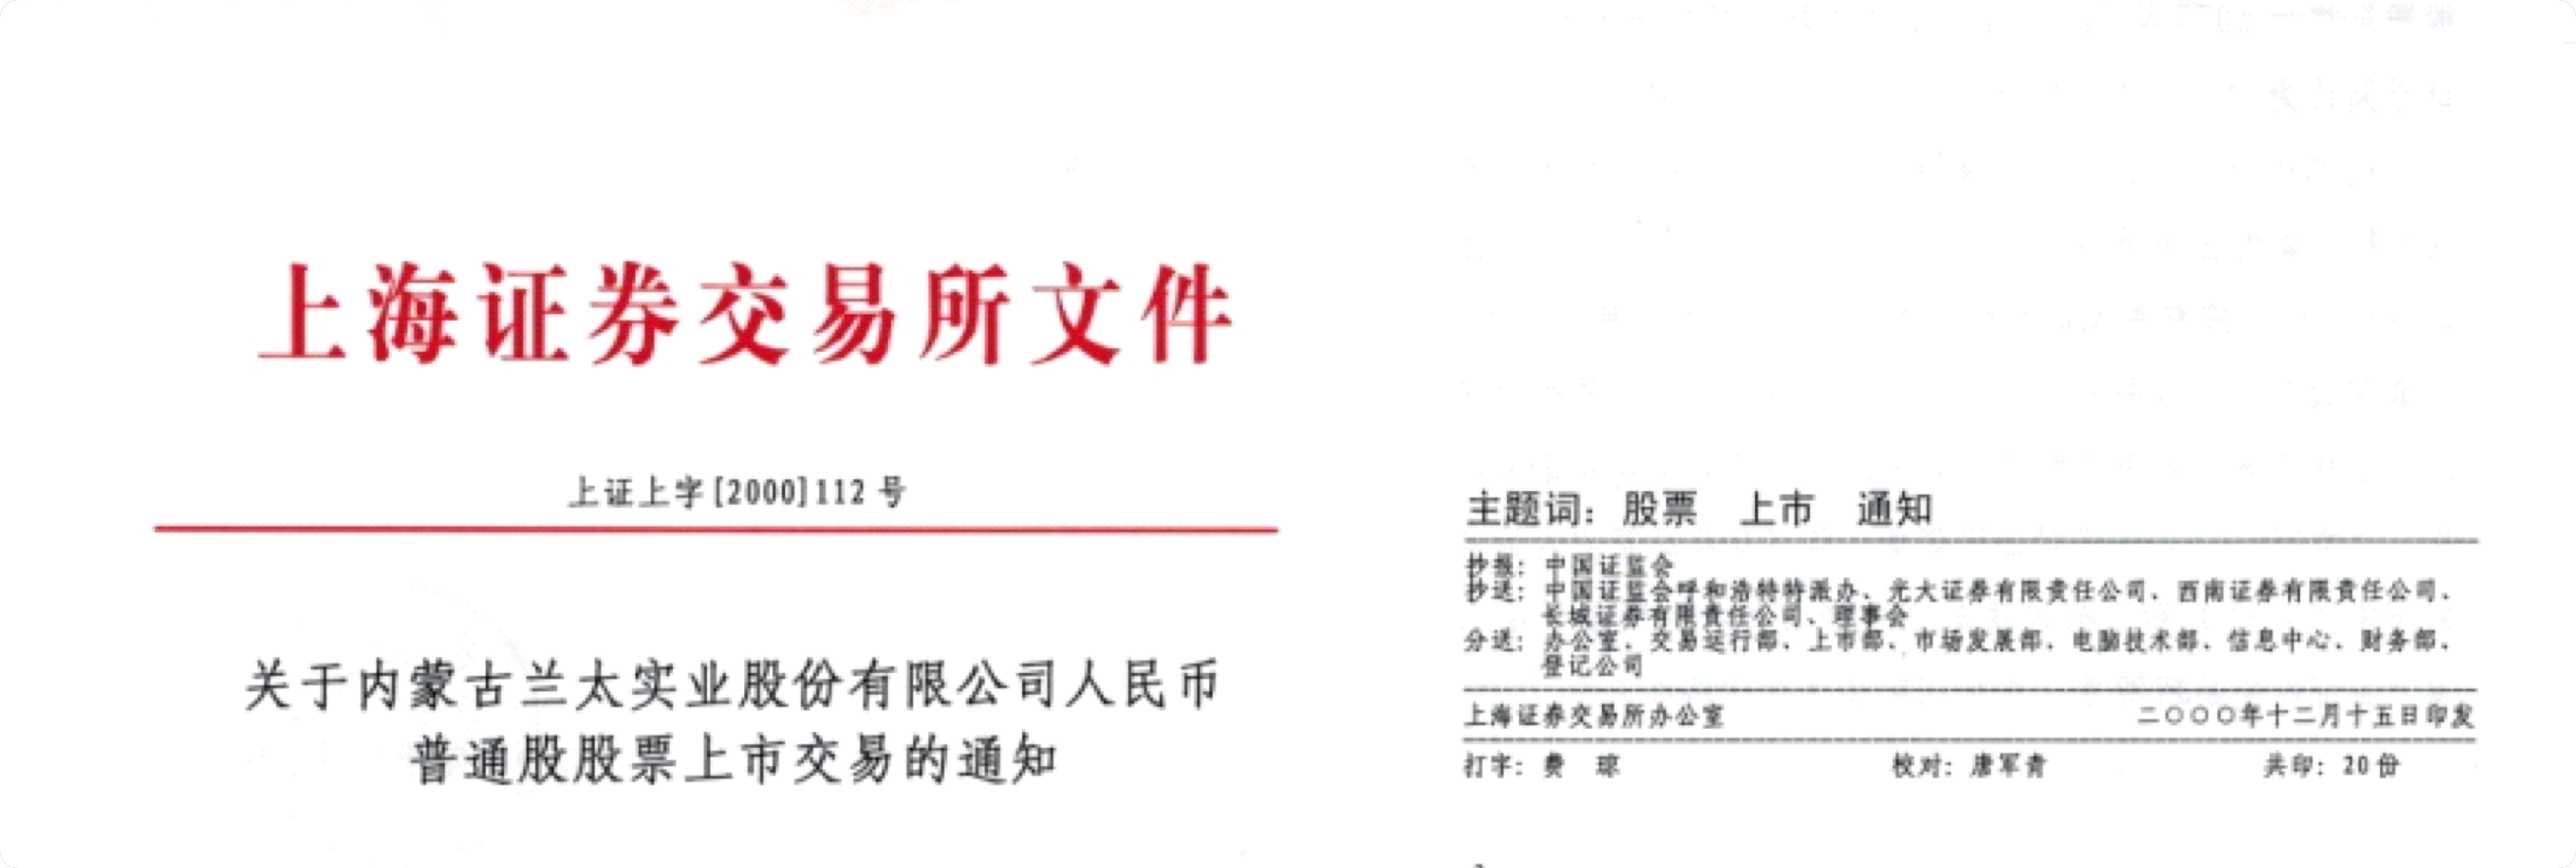 上海证券交易所文件
上证上字[2000]112 号
关于内蒙古兰太实业股份有限公司人民币
普通股股票上市交易的通知
主题词：股票　上市　通知
抄报：中国证监会
抄送：中国证监会呼和浩特特派办、光大证券有限责任公司、西南证券有限责任公司、
长城证券有限责任公司、理事会
分送：办公室、交易运行部、上市部、市场发展部、电脑技术部、信息中心、财务部、
登记公司
上海证券交易所办公室　二〇〇〇年十二月十五日印发
打字：费　琼　校对：唐军青　共印：20 份